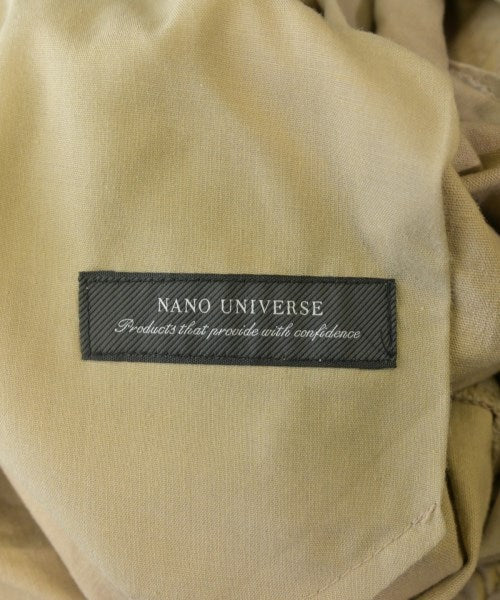 NANO UNIVERSE
Products that provide with confidence